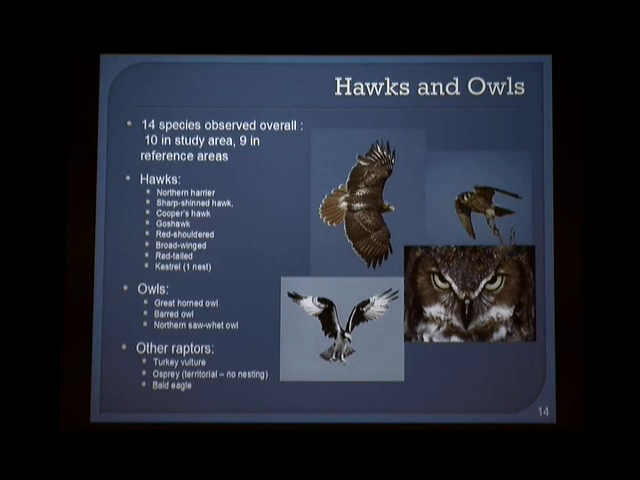 Hawks and Owls
14 species observed overall :
10 in study area, 9 in
reference areas
Hawks:
Northern harrier
Sharp-shinned hawk,
Cooper's hawk
Goshawk
Red-shouldered
Broad-winged
Red-tailed
Kestrel (1 nest)
Owls:
Great horned owl
Barred owl
Northern saw-whet owl
Other raptors:
Turkey vulture
Osprey (territorial – no nesting)
Bald eagle
14